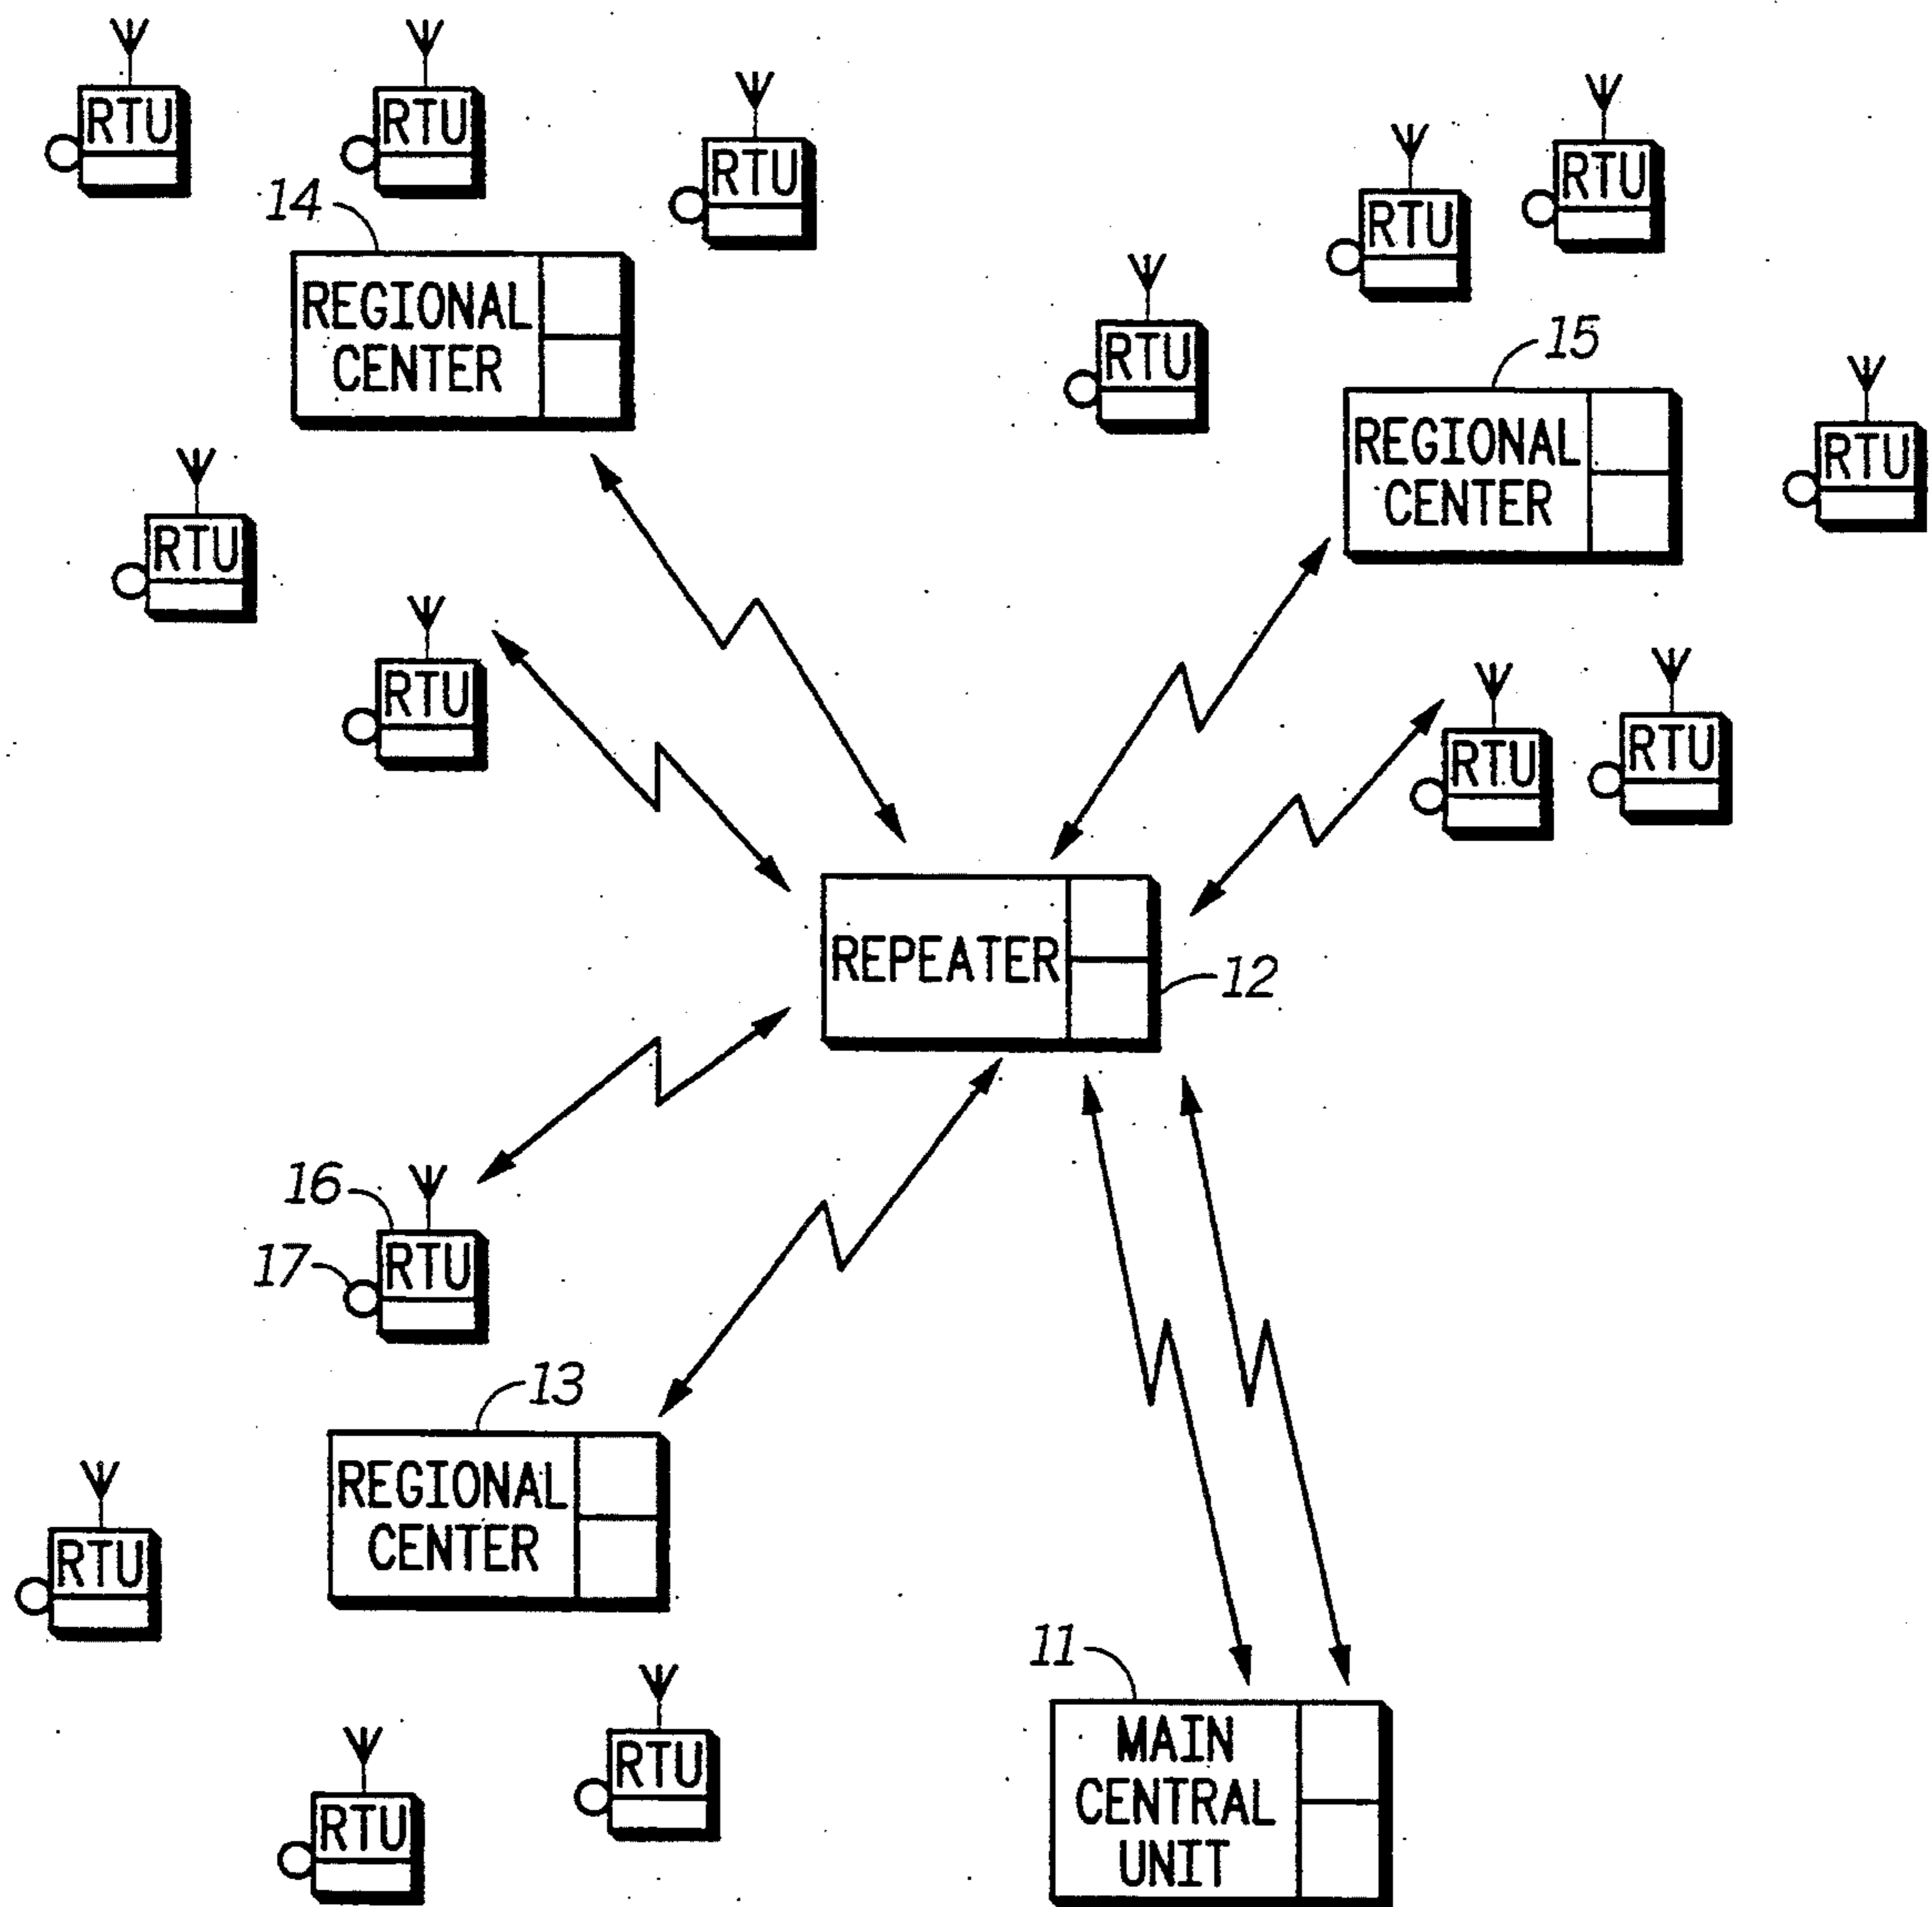 RTU
RTU
RTU
RTU
RTU
14
REGIONAL
CENTER
RTU
15
REGIONAL
CENTER
RTU
RTU
RTU
RTU
RTU
REPEATER
12
16
RTU
17
13
REGIONAL
CENTER
RTU
11
MAIN
CENTRAL
UNIT
RTU
RTU